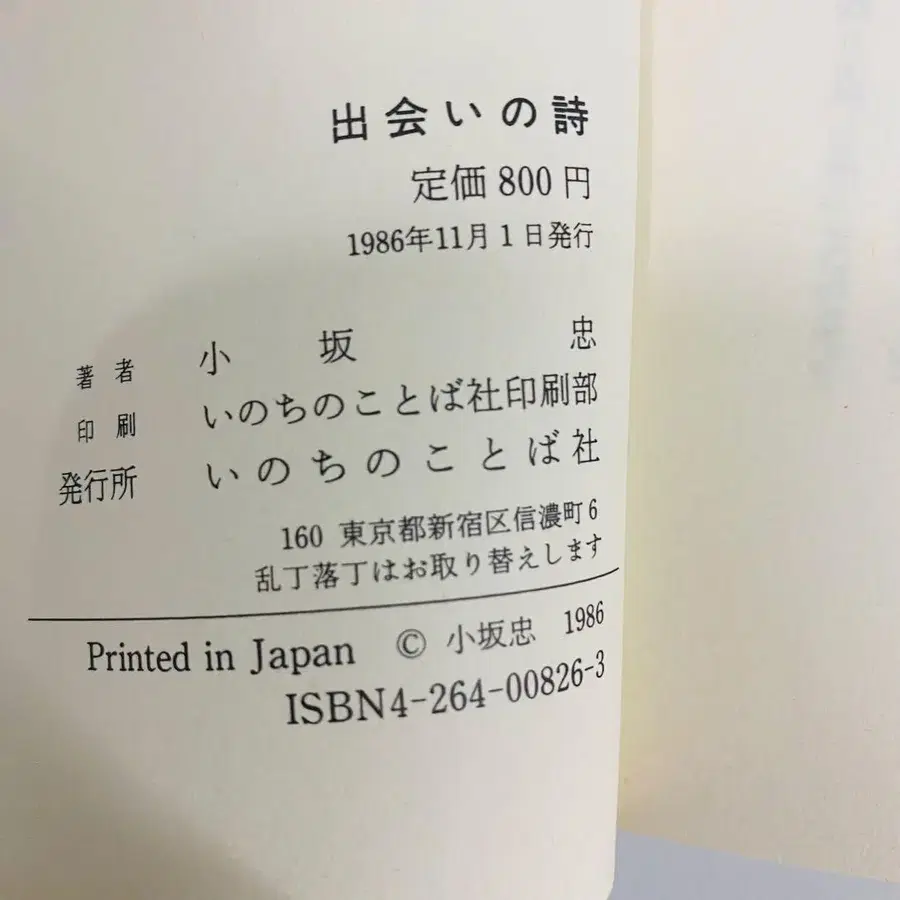 出会いの詩
定価 800 円
1986年11月1日発行
著者 小坂 忠
印刷 いのちのことば社印刷部
発行所 いのちのことば社
160 東京都新宿区信濃町6
乱丁落丁はお取り替えします
Printed in Japan © 小坂忠 1986
ISBN4-264-00826-3